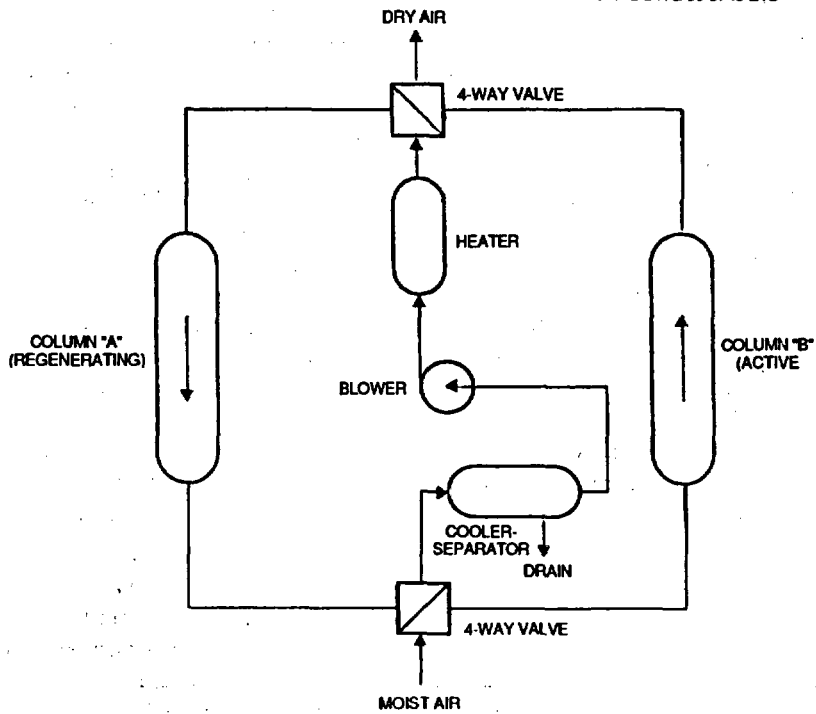 DRY AIR
4-WAY VALVE
HEATER
COLUMN "A"
(REGENERATING)
COLUMN "B"
(ACTIVE
BLOWER
COOLER-
SEPARATOR
DRAIN
4-WAY VALVE
MOIST AIR